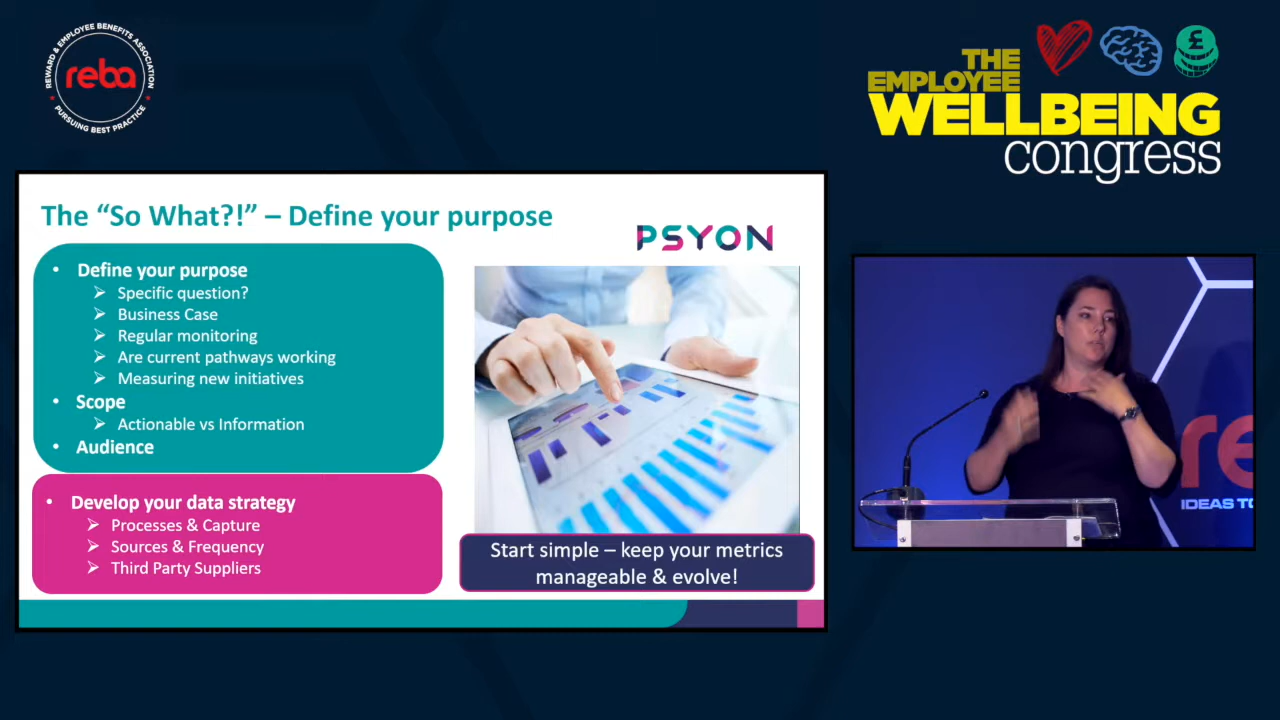 REWARD & EMPLOYEE BENEFITS ASSOCIATION
reba
PURSUING BEST PRACTICE
£
THE
EMPLOYEE
WELLBEING
congress
The “So What?!” – Define your purpose
PSYON
• Define your purpose
➢ Specific question?
➢ Business Case
➢ Regular monitoring
➢ Are current pathways working
➢ Measuring new initiatives
• Scope
➢ Actionable vs Information
• Audience
• Develop your data strategy
➢ Processes & Capture
➢ Sources & Frequency
➢ Third Party Suppliers
Start simple – keep your metrics
manageable & evolve!
re
IDEAS TO